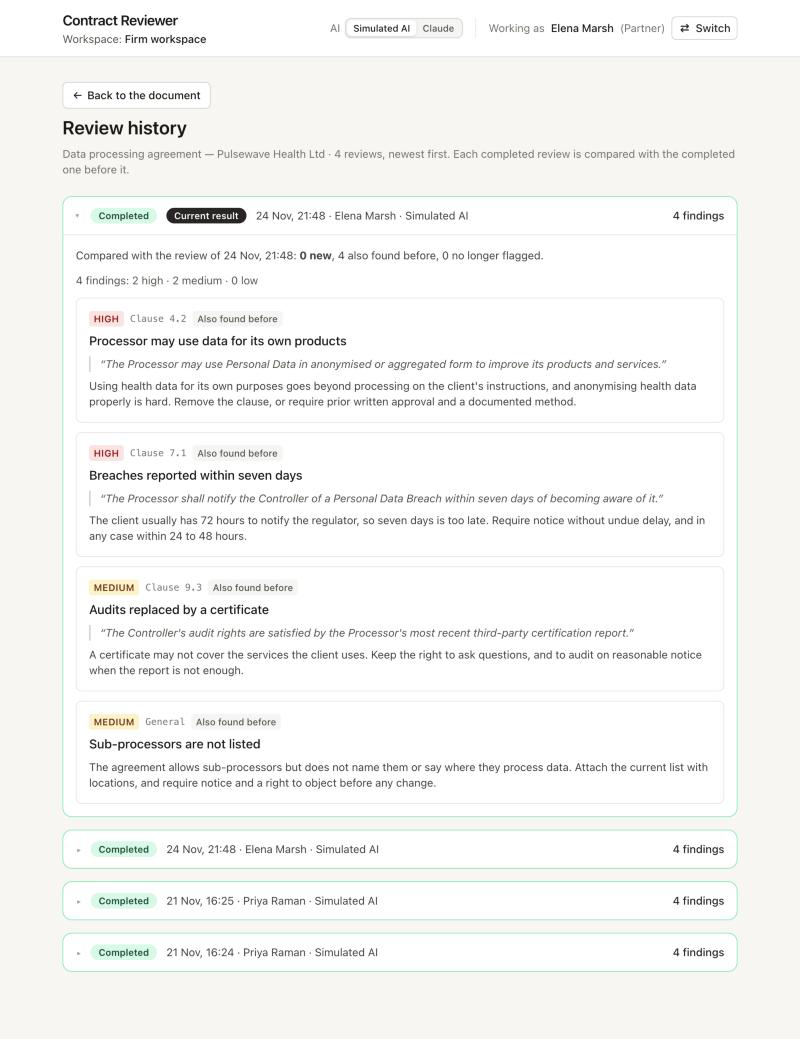 Contract Reviewer
Workspace: Firm workspace
AI Simulated AI Claude
Working as Elena Marsh (Partner) ⇄ Switch
← Back to the document
Review history
Data processing agreement — Pulsewave Health Ltd · 4 reviews, newest first. Each completed review is compared with the completed
one before it.
Completed Current result 24 Nov, 21:48 · Elena Marsh · Simulated AI 4 findings
Compared with the review of 24 Nov, 21:48: 0 new, 4 also found before, 0 no longer flagged.
4 findings: 2 high · 2 medium · 0 low
HIGH Clause 4.2 Also found before
Processor may use data for its own products
“The Processor may use Personal Data in anonymised or aggregated form to improve its products and services.”
Using health data for its own purposes goes beyond processing on the client's instructions, and anonymising health data
properly is hard. Remove the clause, or require prior written approval and a documented method.
HIGH Clause 7.1 Also found before
Breaches reported within seven days
“The Processor shall notify the Controller of a Personal Data Breach within seven days of becoming aware of it.”
The client usually has 72 hours to notify the regulator, so seven days is too late. Require notice without undue delay, and in
any case within 24 to 48 hours.
MEDIUM Clause 9.3 Also found before
Audits replaced by a certificate
“The Controller's audit rights are satisfied by the Processor's most recent third-party certification report.”
A certificate may not cover the services the client uses. Keep the right to ask questions, and to audit on reasonable notice
when the report is not enough.
MEDIUM General Also found before
Sub-processors are not listed
The agreement allows sub-processors but does not name them or say where they process data. Attach the current list with
locations, and require notice and a right to object before any change.
Completed 24 Nov, 21:48 · Elena Marsh · Simulated AI 4 findings
Completed 21 Nov, 16:25 · Priya Raman · Simulated AI 4 findings
Completed 21 Nov, 16:24 · Priya Raman · Simulated AI 4 findings